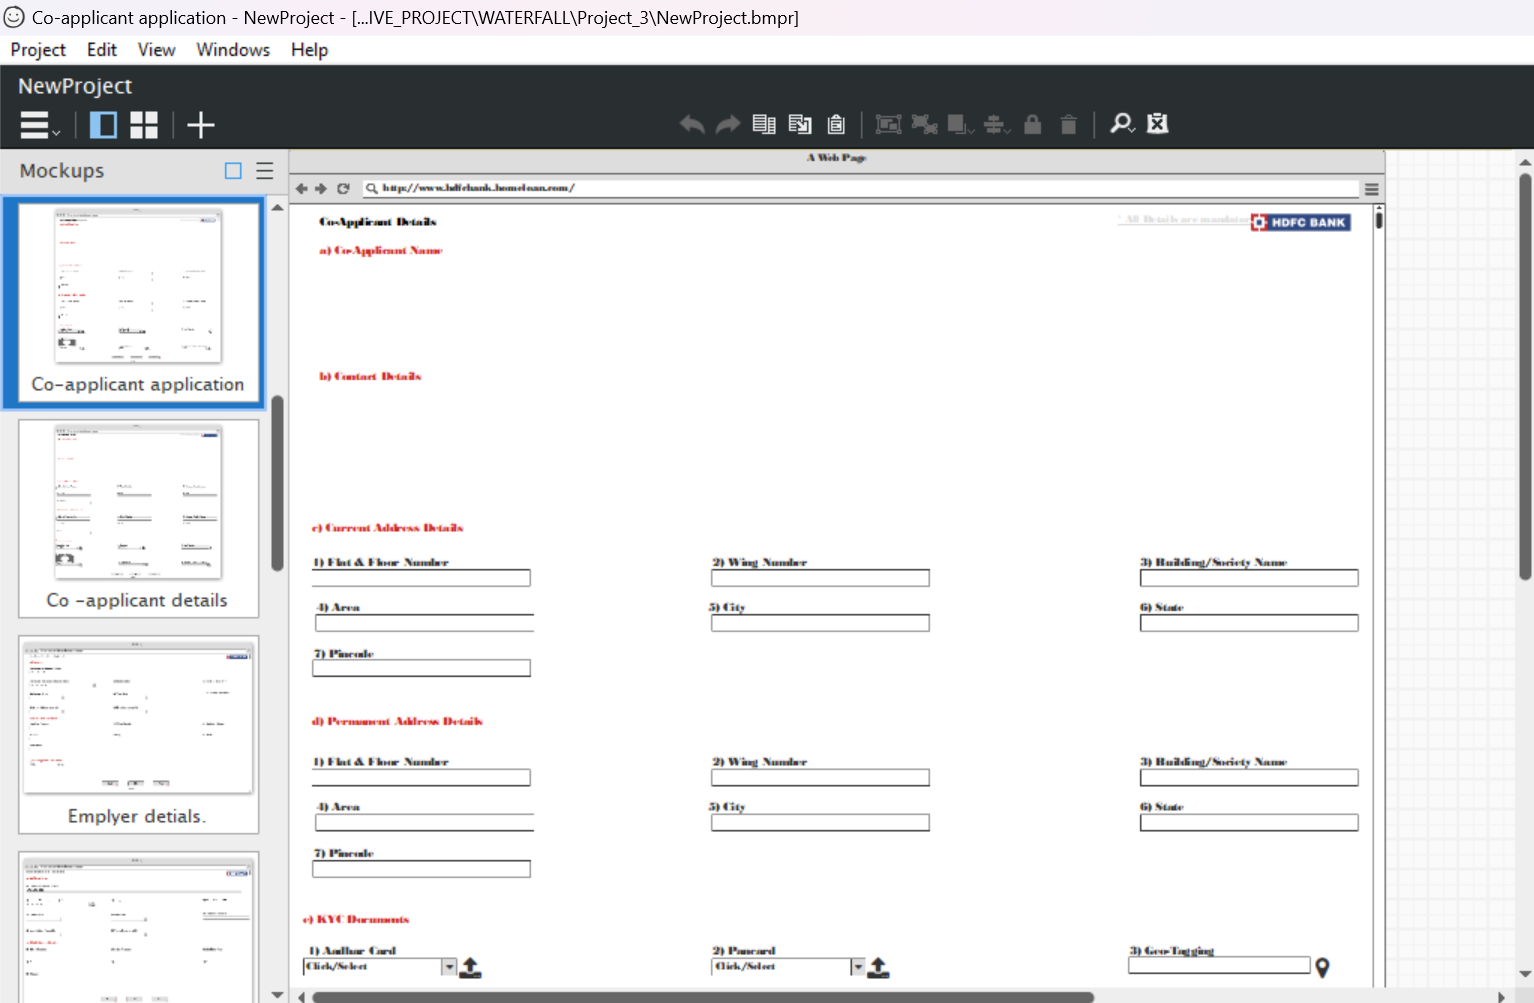 Co-applicant application - NewProject - [...IVE_PROJECT\WATERFALL\Project_3\NewProject.bmpr]
Project Edit View Windows Help
NewProject
Mockups
Co-applicant application
Co -applicant details
Emplyer detials.
A Web Page
http://www.hdfcbank.homeloan.com/
Co-Applicant Details
* All Details are mandator
HDFC BANK
a) Co-Applicant Name
b) Contact Details
c) Current Address Details
1) Flat & Floor Number
2) Wing Number
3) Building/Society Name
4) Area
5) City
6) State
7) Pincode
d) Permanent Address Details
1) Flat & Floor Number
2) Wing Number
3) Building/Society Name
4) Area
5) City
6) State
7) Pincode
e) KYC Documents
1) Aadhar Card
2) Pancard
3) Geo-Tagging
Click/Select
Click/Select